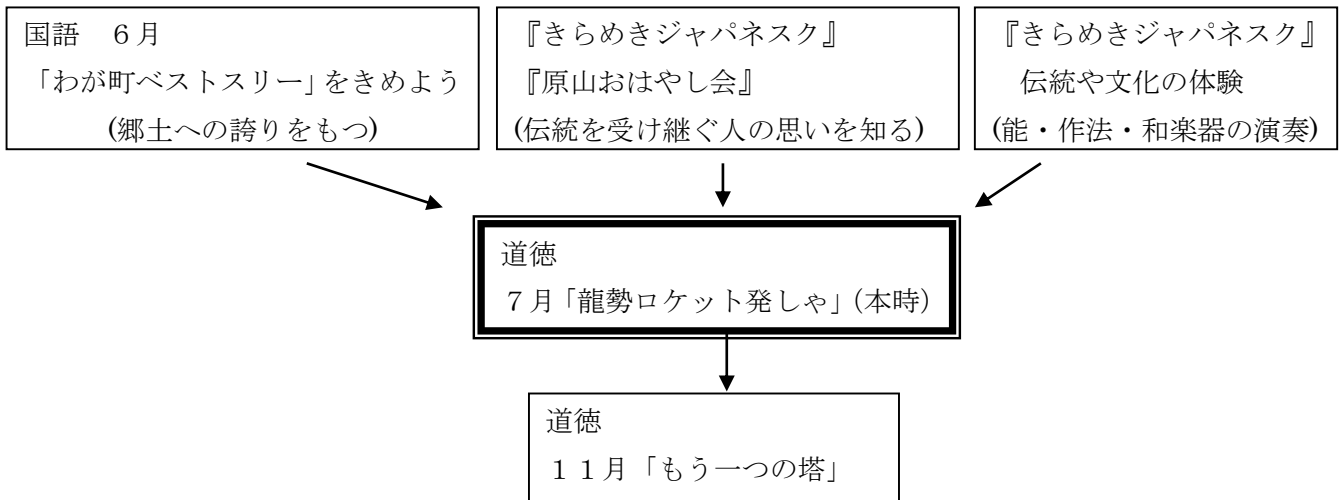 国語　６月
「わが町ベストスリー」をきめよう
(郷土への誇りをもつ)
『きらめきジャパネスク』
『原山おはやし会』
(伝統を受け継ぐ人の思いを知る)
『きらめきジャパネスク』
伝統や文化の体験
(能・作法・和楽器の演奏)
道徳
７月「龍勢ロケット発しゃ」(本時)
道徳
１１月「もう一つの塔」